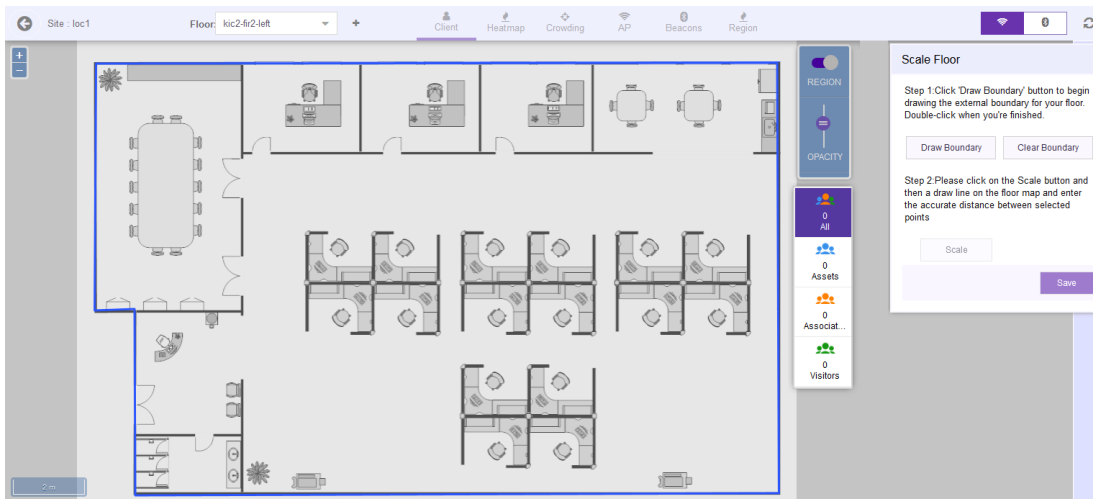 Site : loc1
Floor: kic2-fir2-left
+
Client
Heatmap
Crowding
AP
Beacons
Region
+
−
REGION
OPACITY
0
All
0
Assets
0
Associat...
0
Visitors
Scale Floor
Step 1:Click 'Draw Boundary' button to begin
drawing the external boundary for your floor.
Double-click when you're finished.
Draw Boundary
Clear Boundary
Step 2:Please click on the Scale button and
then a draw line on the floor map and enter
the accurate distance between selected
points
Scale
Save
2 m